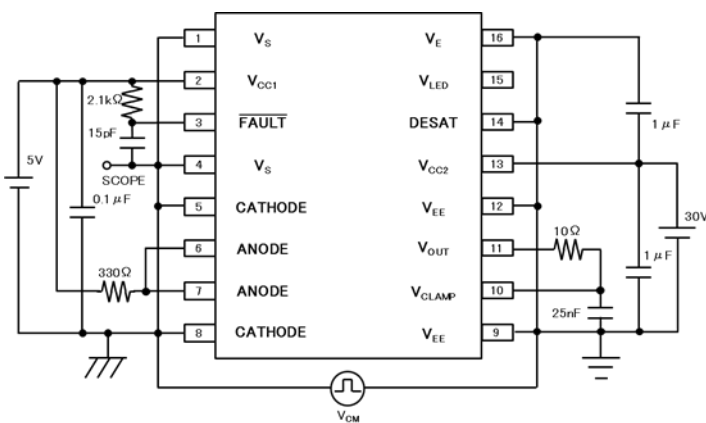 1 V_S V_E 16
2 V_CC1 V_LED 15
2.1kΩ
3 FAULT DESAT 14
15pF 1 μF
4 V_S V_CC2 13
SCOPE
5V
0.1 μF
5 CATHODE V_EE 12
30V
10Ω
6 ANODE V_OUT 11
1 μF
330Ω
7 ANODE V_CLAMP 10
25nF
8 CATHODE V_EE 9
V_CM